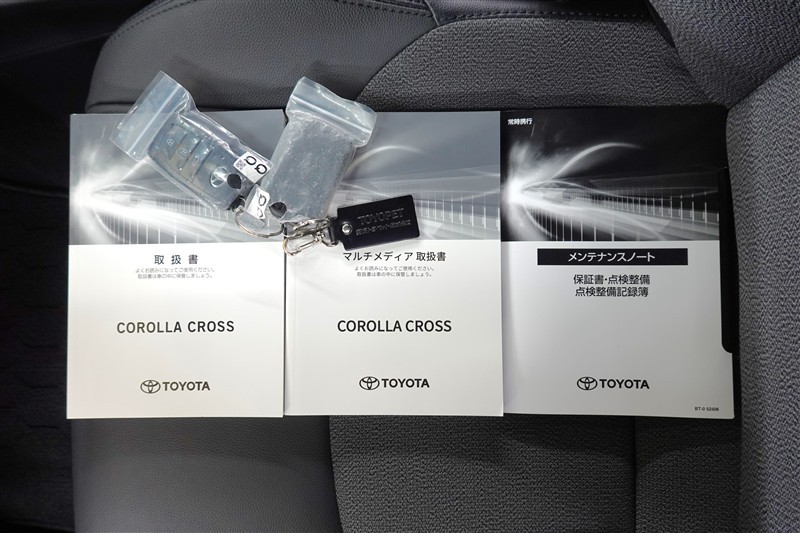 取扱書
よくお読みになってご使用ください。
取扱書は車の中に保管しましょう。
COROLLA CROSS
TOYOTA
QQ
TOYOPET
マルチメディア 取扱書
よくお読みになってご使用ください。
取扱書は車の中に保管しましょう。
COROLLA CROSS
TOYOTA
常時携行
メンテナンスノート
保証書・点検整備
点検整備記録簿
TOYOTA